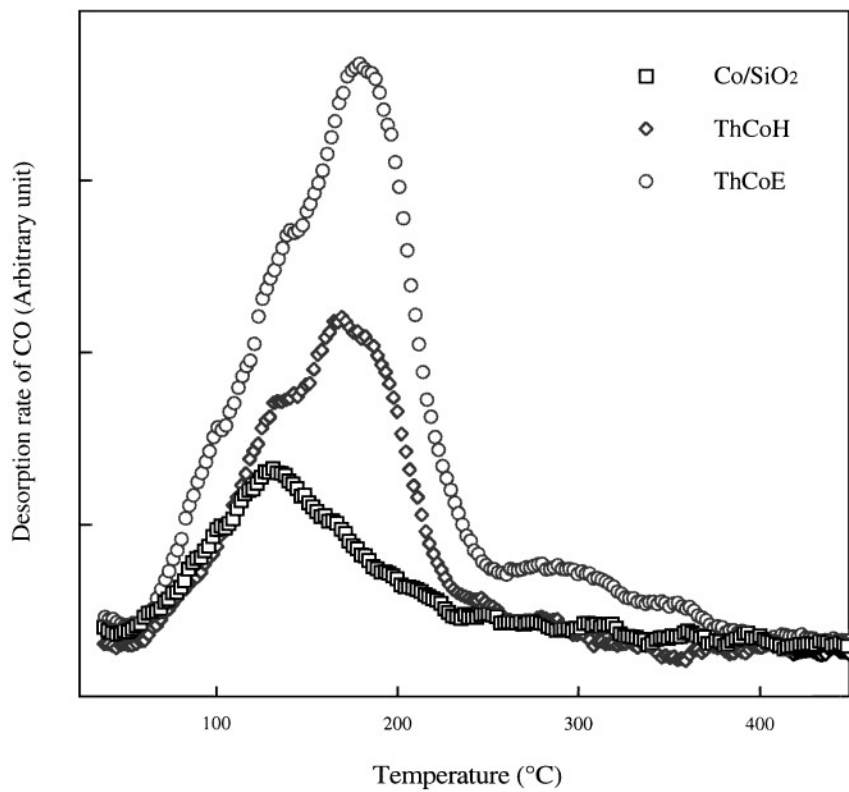 Co/SiO₂
ThCoH
ThCoE
Desorption rate of CO (Arbitrary unit)
100 200 300 400
Temperature (°C)